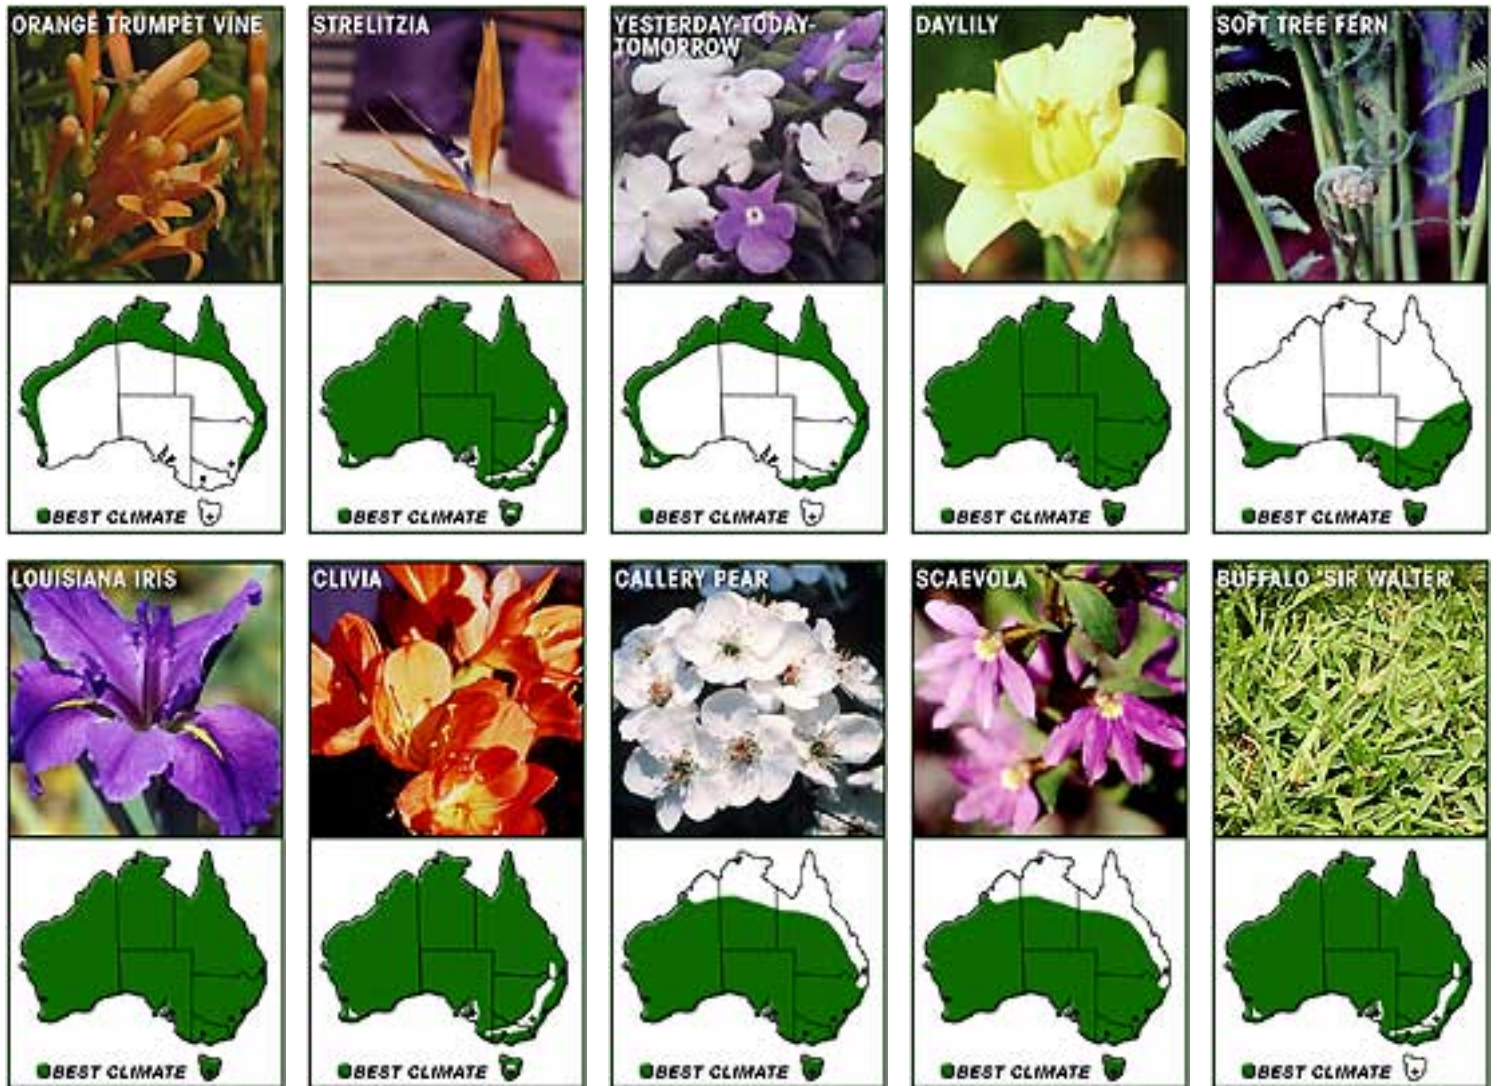 ORANGE TRUMPET VINE
STRELITZIA
YESTERDAY-TODAY-
TOMORROW
DAYLILY
SOFT TREE FERN
BEST CLIMATE
BEST CLIMATE
BEST CLIMATE
BEST CLIMATE
BEST CLIMATE
LOUISIANA IRIS
CLIVIA
CALLERY PEAR
SCAEVOLA
BUFFALO 'SIR WALTER'
BEST CLIMATE
BEST CLIMATE
BEST CLIMATE
BEST CLIMATE
BEST CLIMATE